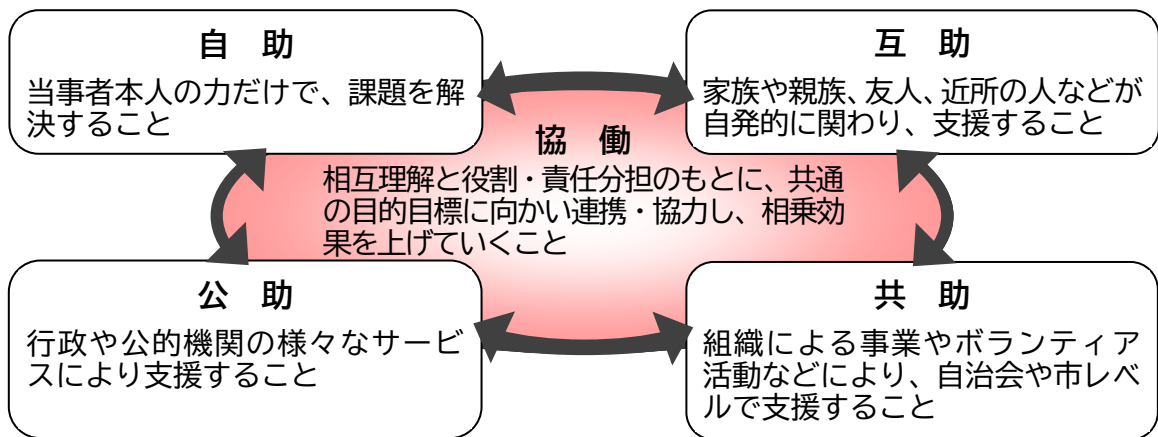 自　助
当事者本人の力だけで、課題を解
決すること
互　助
家族や親族、友人、近所の人などが
自発的に関わり、支援すること
協　働
相互理解と役割・責任分担のもとに、共通
の目的目標に向かい連携・協力し、相乗効
果を上げていくこと
公　助
行政や公的機関の様々なサービ
スにより支援すること
共　助
組織による事業やボランティア
活動などにより、自治会や市レベ
ルで支援すること